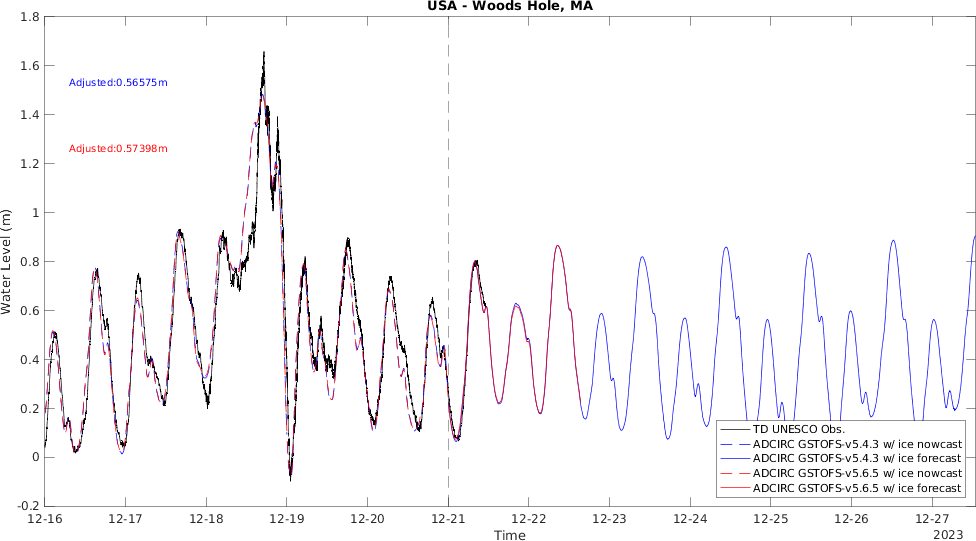 USA - Woods Hole, MA
1.8
1.6
1.4
1.2
1
0.8
0.6
0.4
0.2
0
-0.2
Water Level (m)
Adjusted:0.56575m
Adjusted:0.57398m
TD UNESCO Obs.
ADCIRC GSTOFS-v5.4.3 w/ ice nowcast
ADCIRC GSTOFS-v5.4.3 w/ ice forecast
ADCIRC GSTOFS-v5.6.5 w/ ice nowcast
ADCIRC GSTOFS-v5.6.5 w/ ice forecast
12-16 12-17 12-18 12-19 12-20 12-21 12-22 12-23 12-24 12-25 12-26 12-27
Time
2023